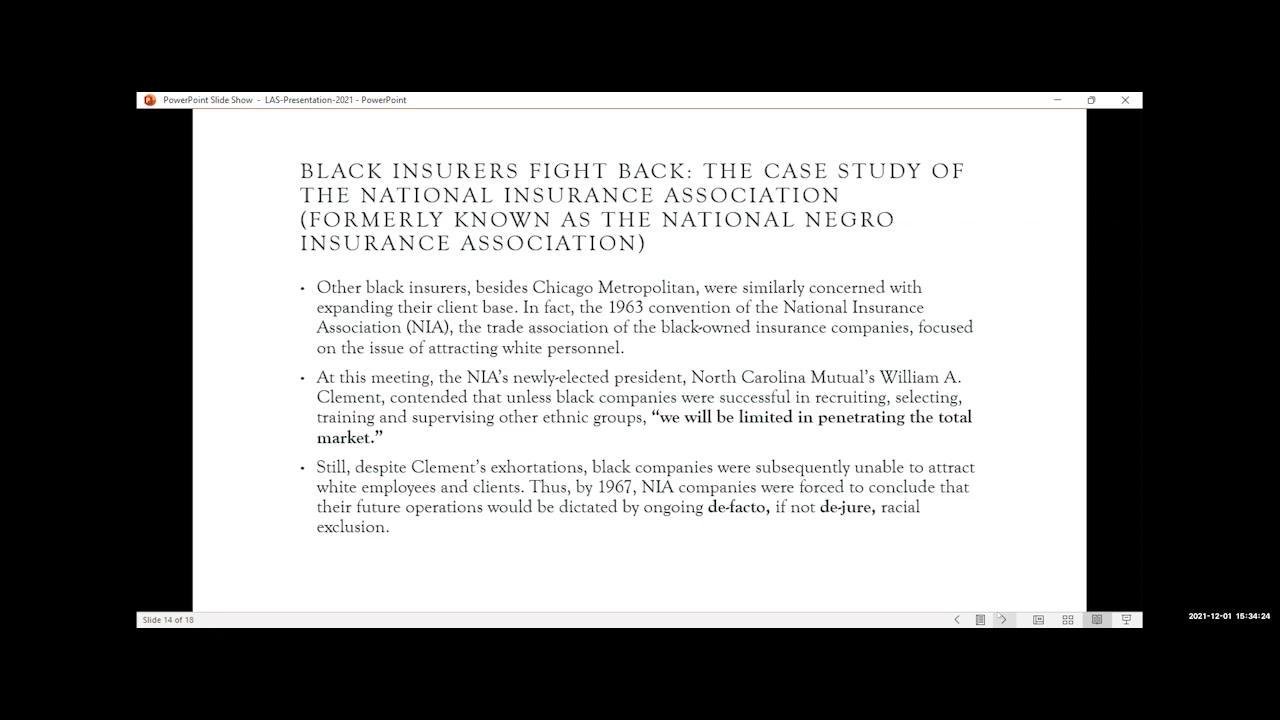 PowerPoint Slide Show - LAS-Presentation-2021 - PowerPoint
BLACK INSURERS FIGHT BACK: THE CASE STUDY OF
THE NATIONAL INSURANCE ASSOCIATION
(FORMERLY KNOWN AS THE NATIONAL NEGRO
INSURANCE ASSOCIATION)
• Other black insurers, besides Chicago Metropolitan, were similarly concerned with
expanding their client base. In fact, the 1963 convention of the National Insurance
Association (NIA), the trade association of the black-owned insurance companies, focused
on the issue of attracting white personnel.
• At this meeting, the NIA's newly-elected president, North Carolina Mutual's William A.
Clement, contended that unless black companies were successful in recruiting, selecting,
training and supervising other ethnic groups, “we will be limited in penetrating the total
market.”
• Still, despite Clement's exhortations, black companies were subsequently unable to attract
white employees and clients. Thus, by 1967, NIA companies were forced to conclude that
their future operations would be dictated by ongoing de-facto, if not de-jure, racial
exclusion.
Slide 14 of 18
2021-12-01 15:34:24